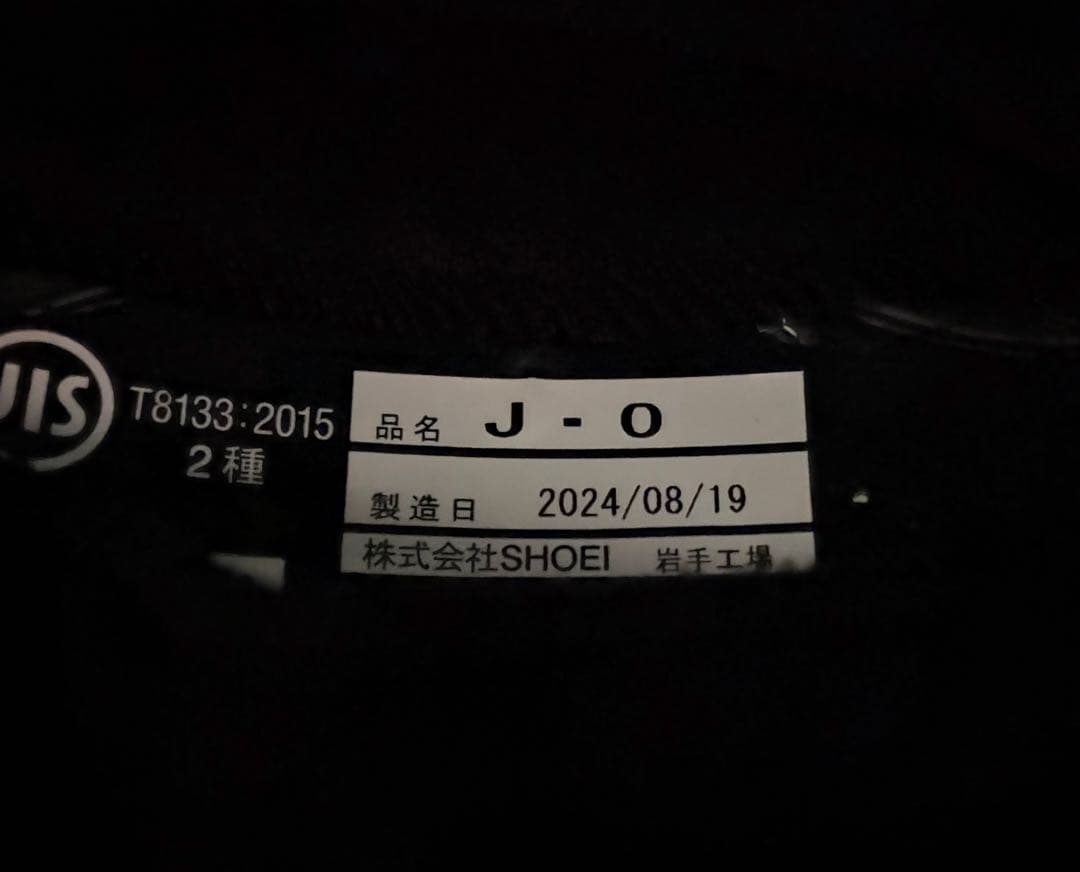 JIS
T8133:2015
2種
品名 J-O
製造日 2024/08/19
株式会社SHOEI 岩手工場